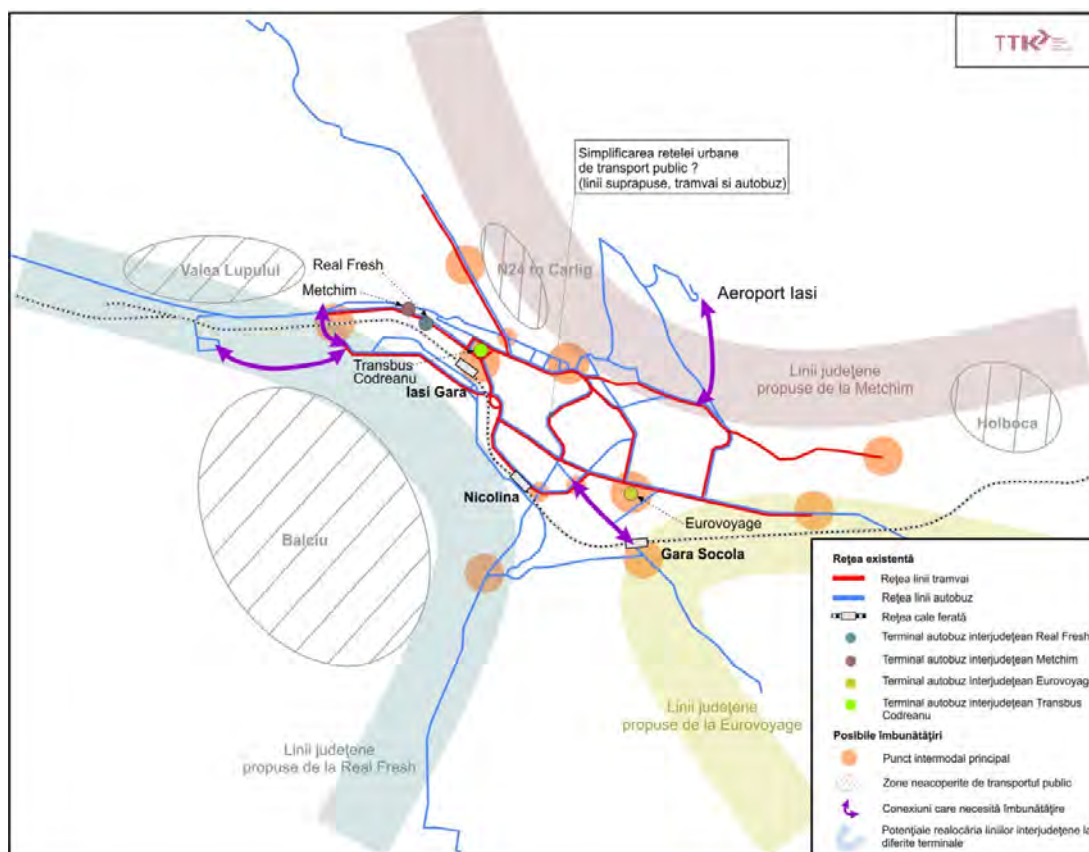 TTK
Simplificarea retelei urbane
de transport public ?
(linii suprapuse, tramvai si autobuz)
Valea Lupului
Real Fresh
Metchim
N24 to Carlig
Aeroport Iasi
Transbus
Codreanu
Iasi Gara
Linii județene
propuse de la Metchim
Holboca
Nicolina
Eurovoyage
Balciu
Gara Socola
Linii județene
propuse de la Eurovoyage
Linii județene
propuse de la Real Fresh
Rețea existentă
Rețea linii tramvai
Rețea linii autobuz
Rețea cale ferată
Terminal autobuz interjudețean Real Fresh
Terminal autobuz interjudețean Metchim
Terminal autobuz interjudețean Eurovoyage
Terminal autobuz interjudețean Transbus
Codreanu
Posibile îmbunătățiri
Punct intermodal principal
Zone neacoperite de transportul public
Conexiuni care necesită îmbunătățire
Potențiale realocăria liniilor interjudețene la
diferite terminale